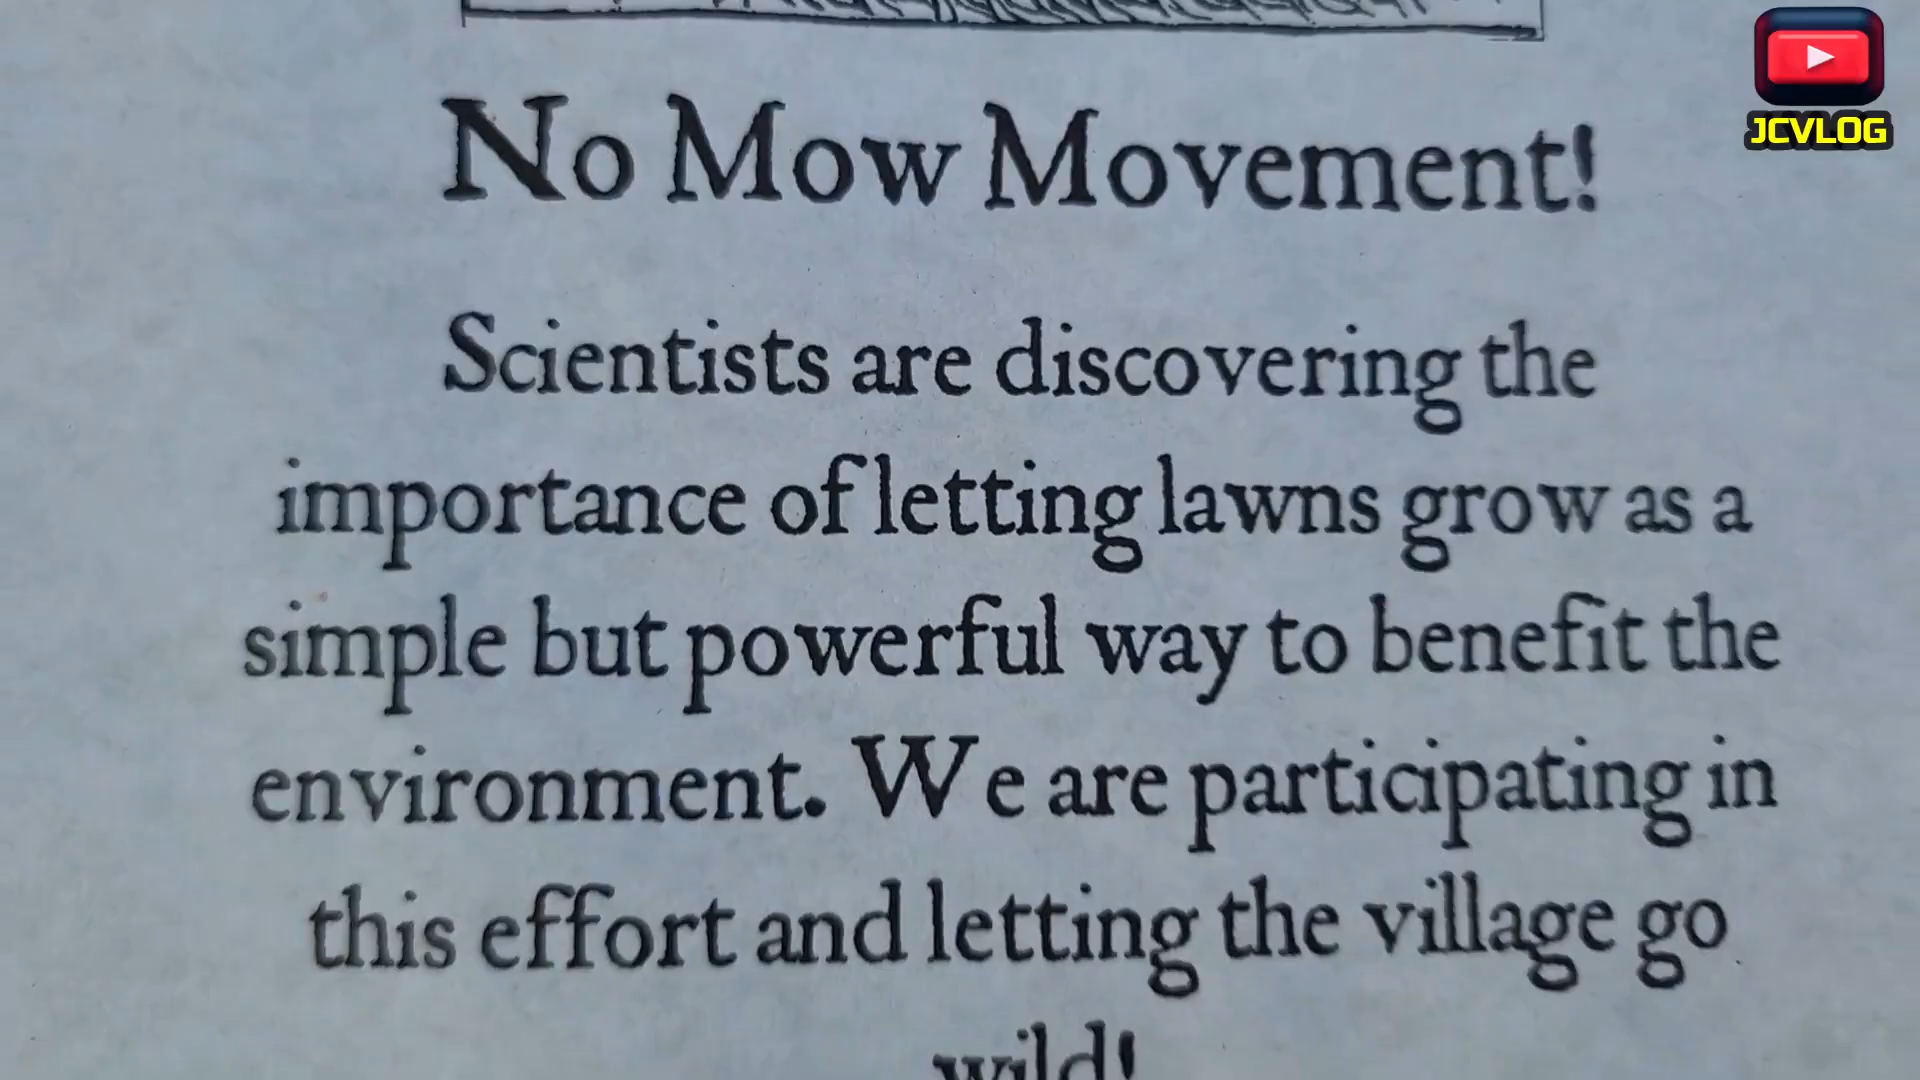 JCVLOG
No Mow Movement!
Scientists are discovering the
importance of letting lawns grow as a
simple but powerful way to benefit the
environment. We are participating in
this effort and letting the village go
wild!